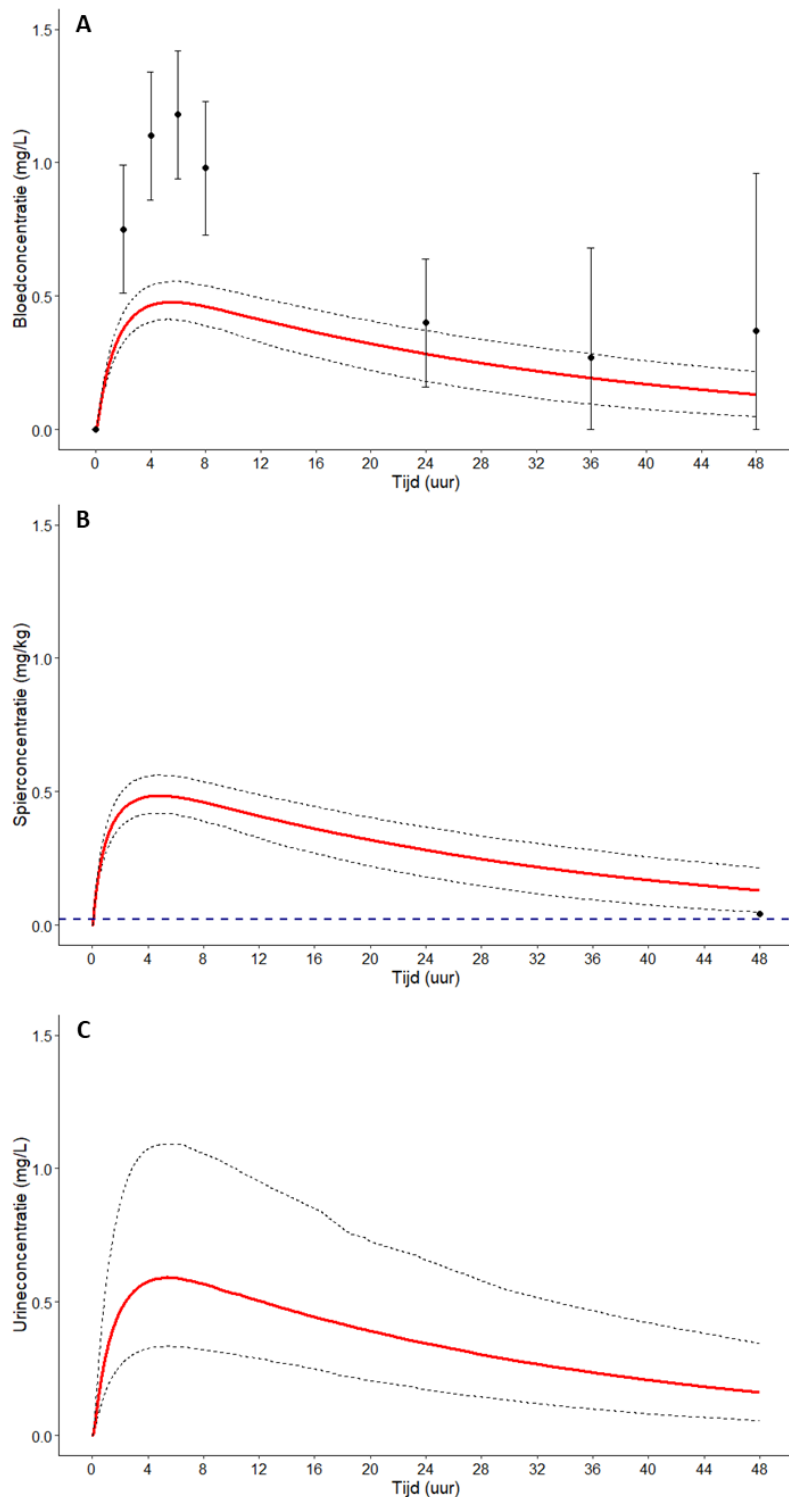 A
Bloedconcentratie (mg/L)
1.5
1.0
0.5
0.0
0 4 8 12 16 20 24 28 32 36 40 44 48
Tijd (uur)
B
Spierconcentratie (mg/kg)
1.5
1.0
0.5
0.0
0 4 8 12 16 20 24 28 32 36 40 44 48
Tijd (uur)
C
Urineconcentratie (mg/L)
1.5
1.0
0.5
0.0
0 4 8 12 16 20 24 28 32 36 40 44 48
Tijd (uur)